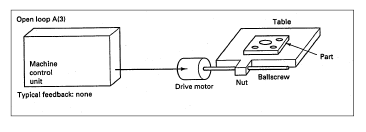 Open loop A(3)
Table
Machine
control
unit
Part
Drive motor
Nut
Ballscrew
Typical feedback: none